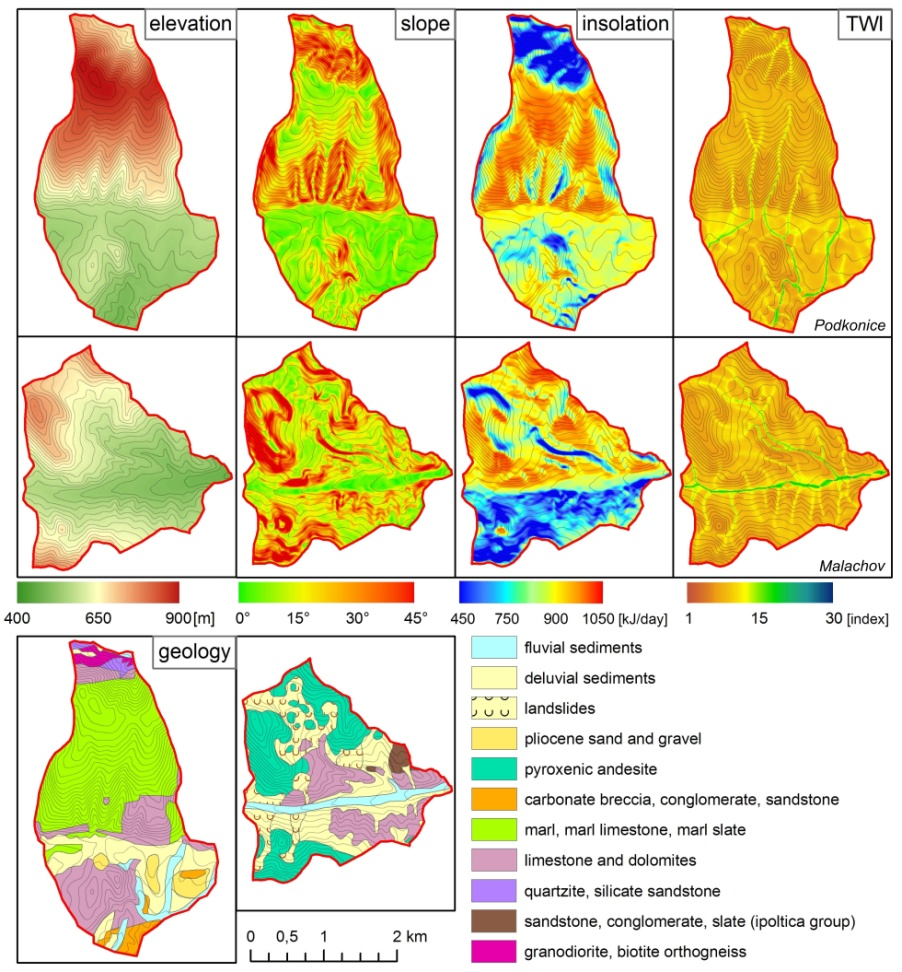 elevation
slope
insolation
TWI
Podkonice
Malachov
400 650 900[m]
0° 15° 30° 45°
450 750 900 1050 [kJ/day]
1 15 30 [index]
geology
fluvial sediments
deluvial sediments
landslides
pliocene sand and gravel
pyroxenic andesite
carbonate breccia, conglomerate, sandstone
marl, marl limestone, marl slate
limestone and dolomites
quartzite, silicate sandstone
sandstone, conglomerate, slate (ipoltica group)
granodiorite, biotite orthogneiss
0 0,5 1 2 km